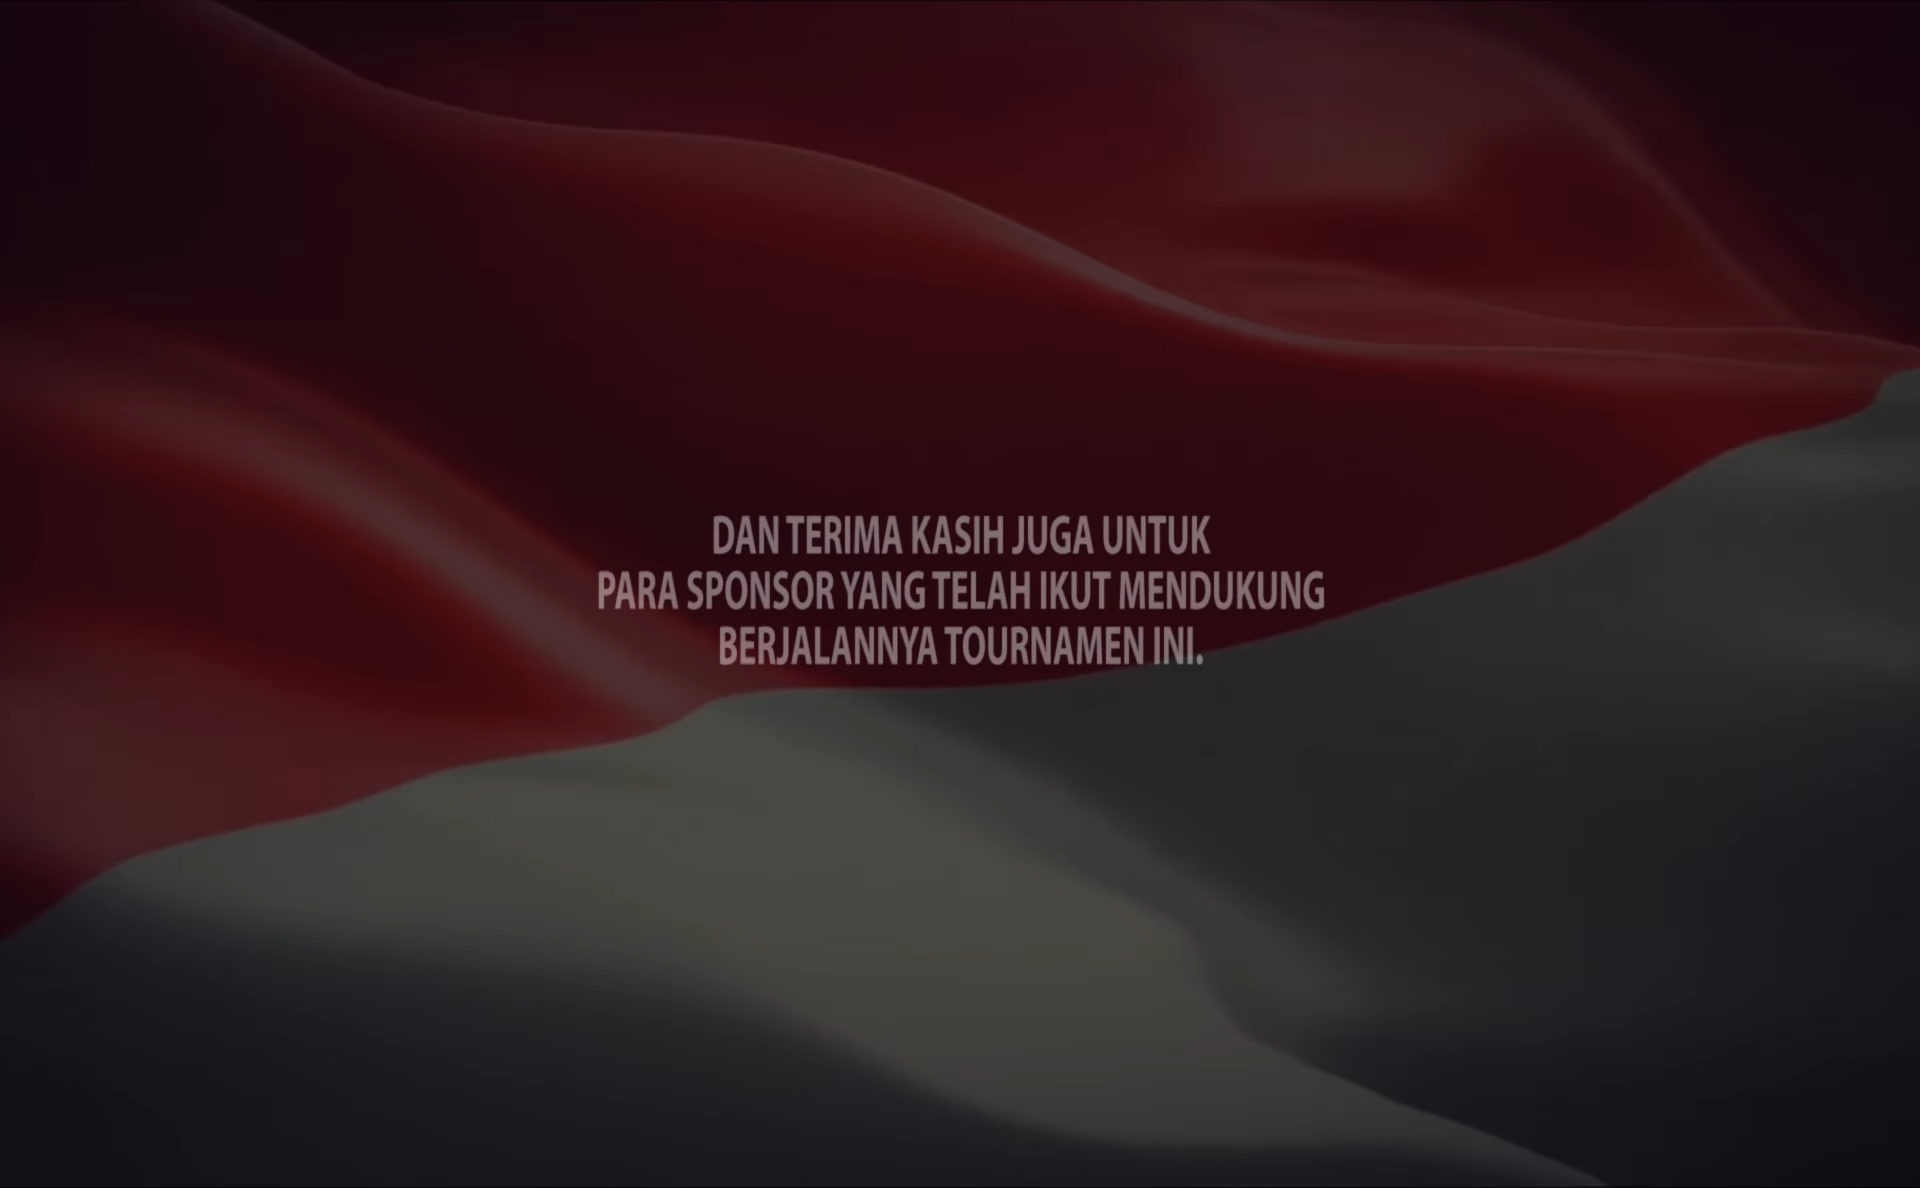 DAN TERIMA KASIH JUGA UNTUK
PARA SPONSOR YANG TELAH IKUT MENDUKUNG
BERJALANNYA TOURNAMEN INI.